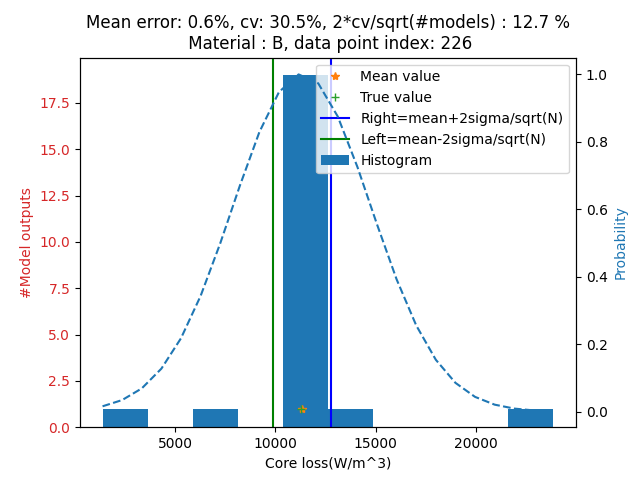 Mean error: 0.6%, cv: 30.5%, 2*cv/sqrt(#models) : 12.7 %
Material : B, data point index: 226
Mean value
True value
Right=mean+2sigma/sqrt(N)
Left=mean-2sigma/sqrt(N)
Histogram
#Model outputs
17.5
15.0
12.5
10.0
7.5
5.0
2.5
0.0
1.0
0.8
0.6
0.4
0.2
0.0
Probability
5000 10000 15000 20000
Core loss(W/m^3)